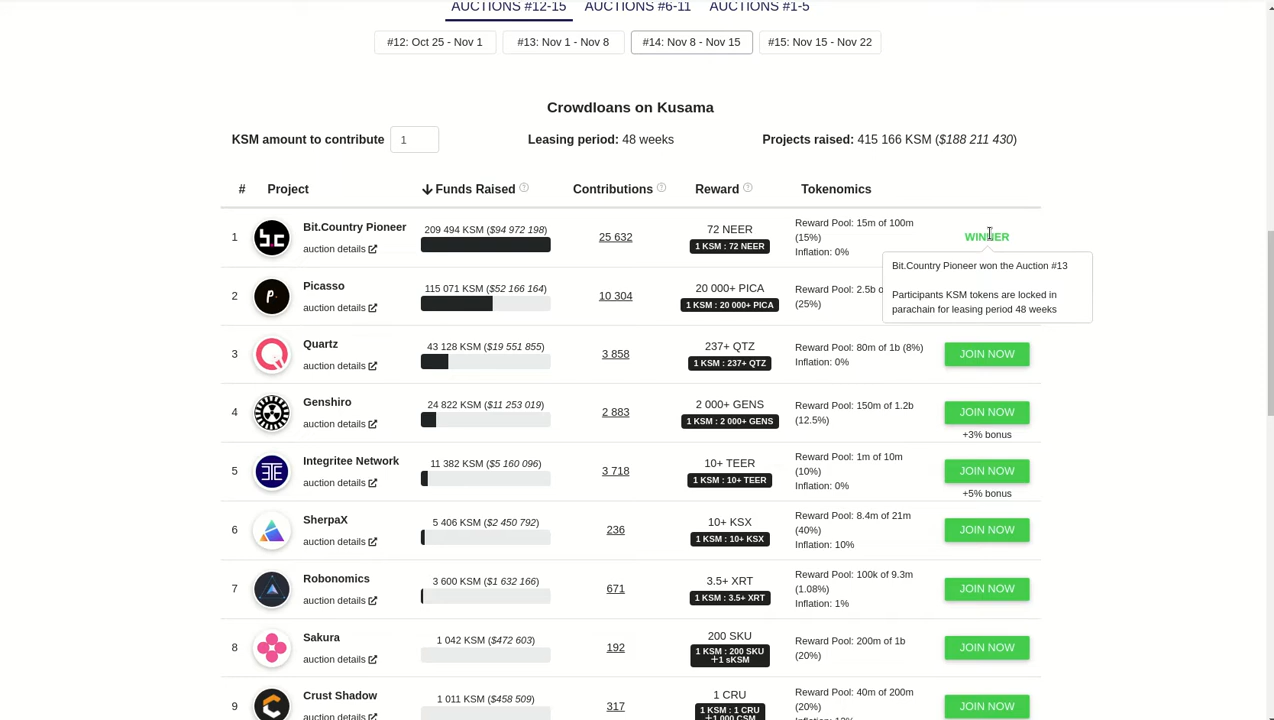 AUCTIONS #12-15 AUCTIONS #6-11 AUCTIONS #1-5
#12: Oct 25 - Nov 1 #13: Nov 1 - Nov 8 #14: Nov 8 - Nov 15 #15: Nov 15 - Nov 22
Crowdloans on Kusama
KSM amount to contribute 1 Leasing period: 48 weeks Projects raised: 415 166 KSM ($188 211 430)
# Project Funds Raised Contributions Reward Tokenomics
1 Bit.Country Pioneer
auction details
209 494 KSM ($94 972 198)
25 632
72 NEER
1 KSM : 72 NEER
Reward Pool: 15m of 100m
(15%)
Inflation: 0%
WINNER
Bit.Country Pioneer won the Auction #13
Participants KSM tokens are locked in
parachain for leasing period 48 weeks
2 Picasso
auction details
115 071 KSM ($52 166 164)
10 304
20 000+ PICA
1 KSM : 20 000+ PICA
Reward Pool: 2.5b o
(25%)
3 Quartz
auction details
43 128 KSM ($19 551 855)
3 858
237+ QTZ
1 KSM : 237+ QTZ
Reward Pool: 80m of 1b (8%)
Inflation: 0%
JOIN NOW
4 Genshiro
auction details
24 822 KSM ($11 253 019)
2 883
2 000+ GENS
1 KSM : 2 000+ GENS
Reward Pool: 150m of 1.2b
(12.5%)
JOIN NOW
+3% bonus
5 Integritee Network
auction details
11 382 KSM ($5 160 096)
3 718
10+ TEER
1 KSM : 10+ TEER
Reward Pool: 1m of 10m
(10%)
Inflation: 0%
JOIN NOW
+5% bonus
6 SherpaX
auction details
5 406 KSM ($2 450 792)
236
10+ KSX
1 KSM : 10+ KSX
Reward Pool: 8.4m of 21m
(40%)
Inflation: 10%
JOIN NOW
7 Robonomics
auction details
3 600 KSM ($1 632 166)
671
3.5+ XRT
1 KSM : 3.5+ XRT
Reward Pool: 100k of 9.3m
(1.08%)
Inflation: 1%
JOIN NOW
8 Sakura
auction details
1 042 KSM ($472 603)
192
200 SKU
1 KSM : 200 SKU
+1 sKSM
Reward Pool: 200m of 1b
(20%)
JOIN NOW
9 Crust Shadow
auction details
1 011 KSM ($458 509)
317
1 CRU
1 KSM : 1 CRU
+1 000 CSM
Reward Pool: 40m of 200m
(20%)
JOIN NOW